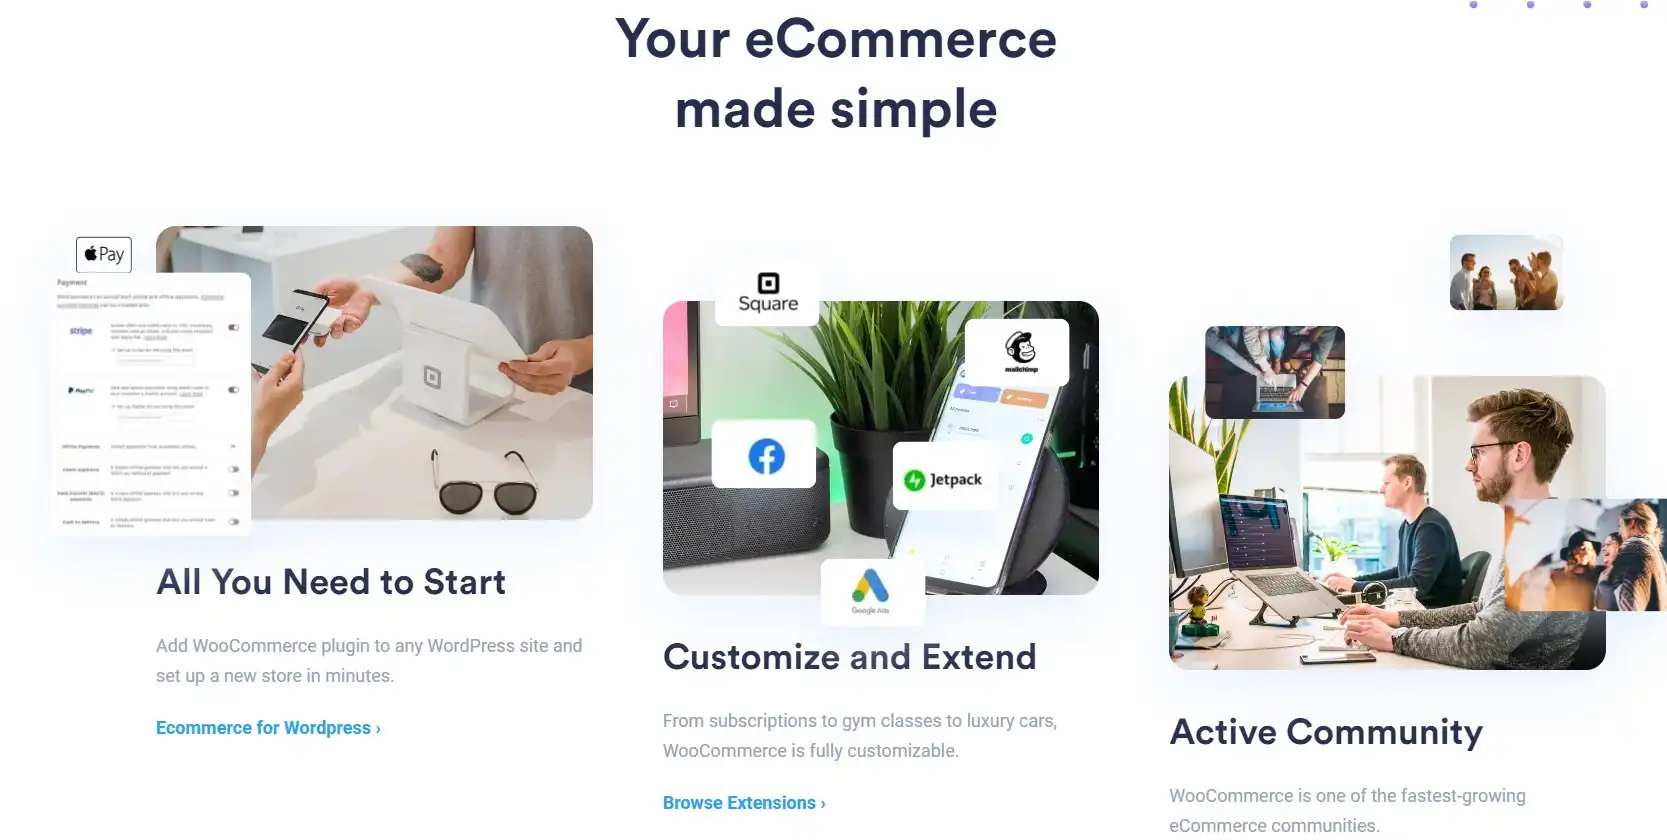 Your eCommerce
made simple
Pay
Payment
stripe
PayPal
Square
mailchimp
Jetpack
Google Ads
All You Need to Start
Add WooCommerce plugin to any WordPress site and
set up a new store in minutes.
Ecommerce for Wordpress ›
Customize and Extend
From subscriptions to gym classes to luxury cars,
WooCommerce is fully customizable.
Browse Extensions ›
Active Community
WooCommerce is one of the fastest-growing
eCommerce communities.